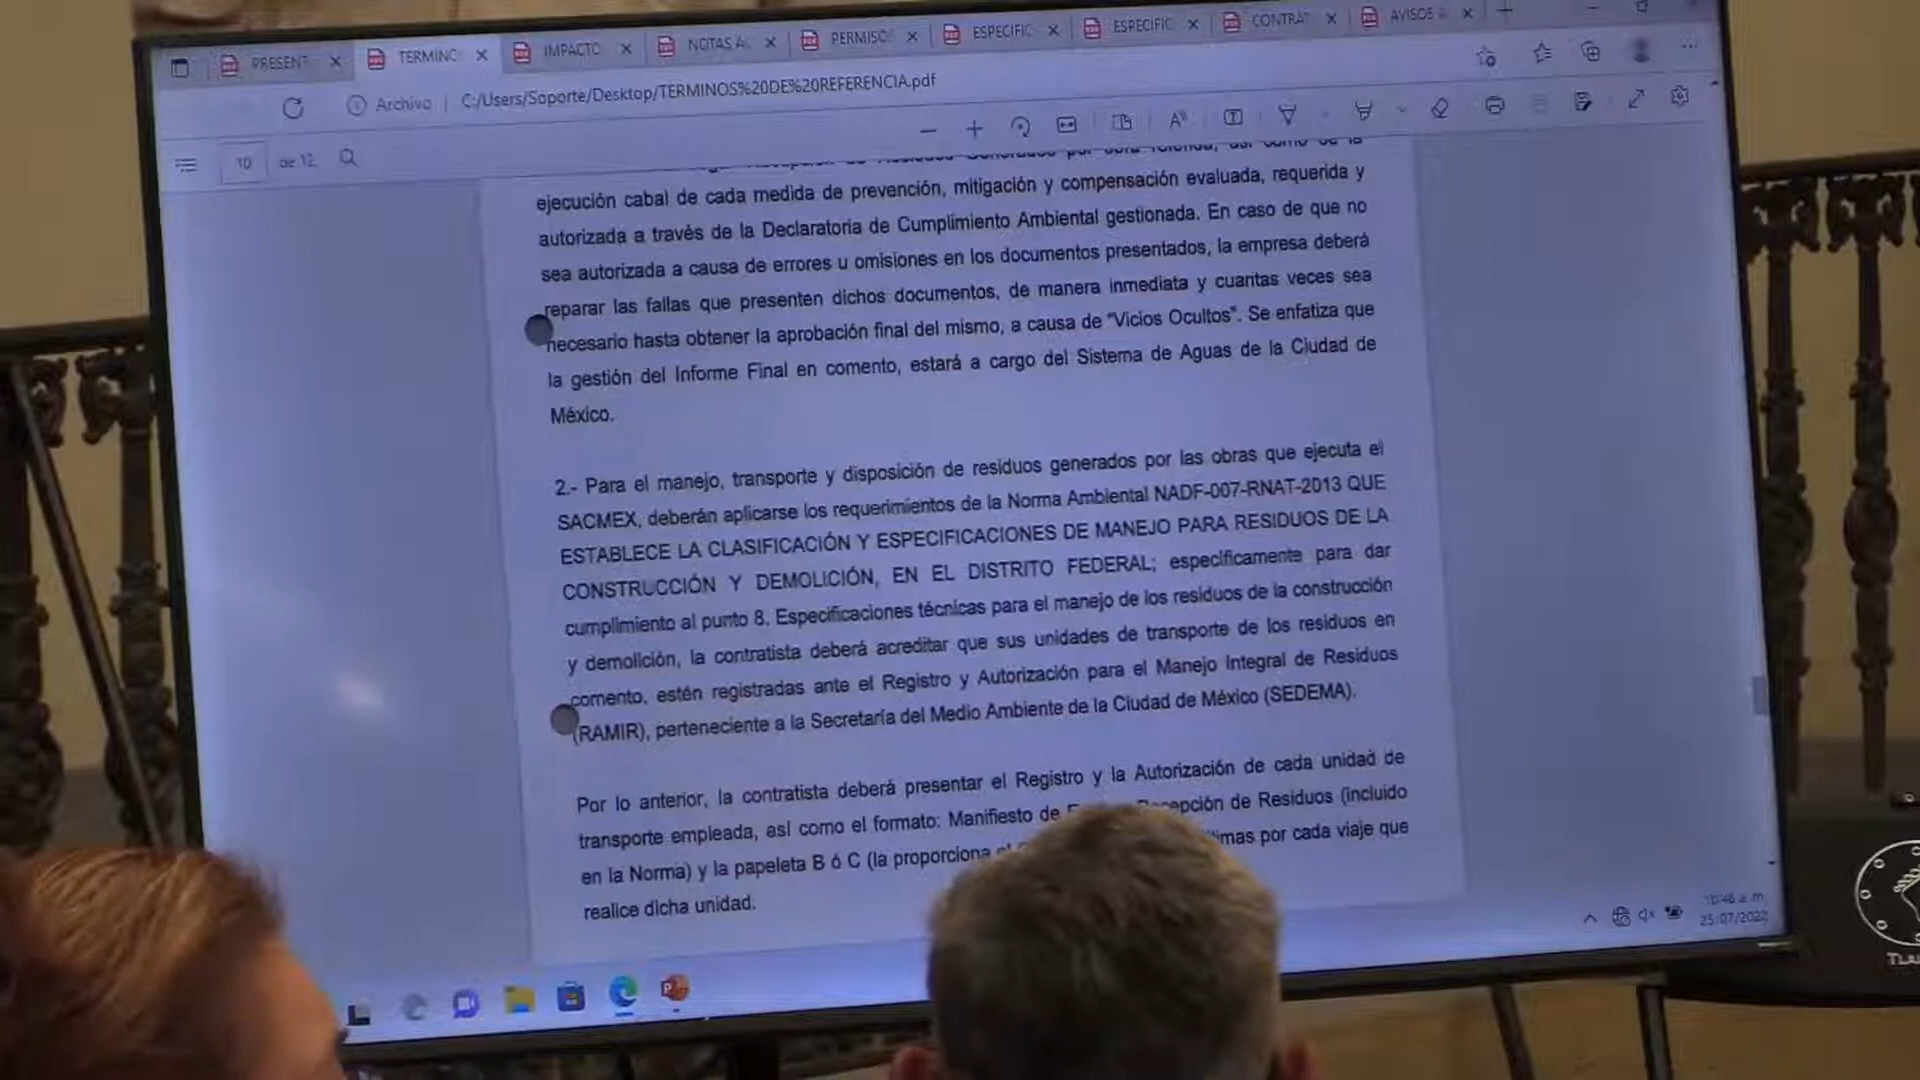 PRESENT
TERMINO
IMPACTO
NOTAS A
PERMISO
ESPECIFIC
ESPECIFIC
CONTRAT
AVISOS A
Archivo | C:/Users/Soporte/Desktop/TERMINOS%20DE%20REFERENCIA.pdf
10 de 12
por obra
ejecución cabal de cada medida de prevención, mitigación y compensación evaluada, requerida y
autorizada a través de la Declaratoria de Cumplimiento Ambiental gestionada. En caso de que no
sea autorizada a causa de errores u omisiones en los documentos presentados, la empresa deberá
reparar las fallas que presenten dichos documentos, de manera inmediata y cuantas veces sea
necesario hasta obtener la aprobación final del mismo, a causa de "Vicios Ocultos". Se enfatiza que
la gestión del Informe Final en comento, estará a cargo del Sistema de Aguas de la Ciudad de
México.
2.- Para el manejo, transporte y disposición de residuos generados por las obras que ejecuta el
SACMEX, deberán aplicarse los requerimientos de la Norma Ambiental NADF-007-RNAT-2013 QUE
ESTABLECE LA CLASIFICACIÓN Y ESPECIFICACIONES DE MANEJO PARA RESIDUOS DE LA
CONSTRUCCIÓN Y DEMOLICIÓN, EN EL DISTRITO FEDERAL; específicamente para dar
cumplimiento al punto 8. Especificaciones técnicas para el manejo de los residuos de la construcción
y demolición, la contratista deberá acreditar que sus unidades de transporte de los residuos en
comento, estén registradas ante el Registro y Autorización para el Manejo Integral de Residuos
(RAMIR), perteneciente a la Secretaría del Medio Ambiente de la Ciudad de México (SEDEMA).
Por lo anterior, la contratista deberá presentar el Registro y la Autorización de cada unidad de
transporte empleada, así como el formato: Manifiesto de epción de Residuos (incluido
en la Norma) y la papeleta B ó C (la proporciona timas por cada viaje que
realice dicha unidad.
10:46 a.m.
25/07/2022
TLA